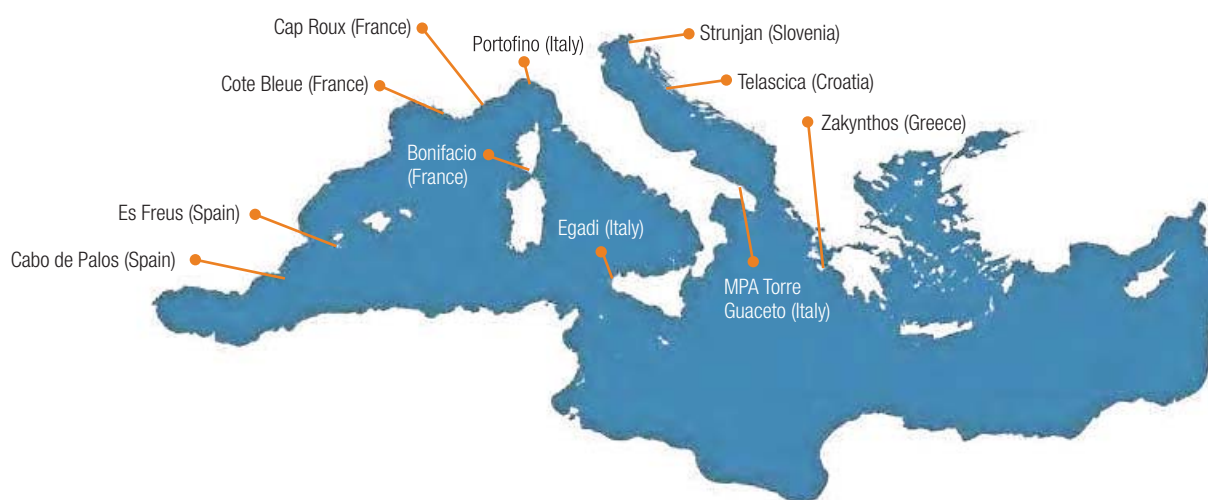 Cap Roux (France)
Portofino (Italy)
Strunjan (Slovenia)
Cote Bleue (France)
Telascica (Croatia)
Zakynthos (Greece)
Bonifacio
(France)
Es Freus (Spain)
Egadi (Italy)
Cabo de Palos (Spain)
MPA Torre
Guaceto (Italy)